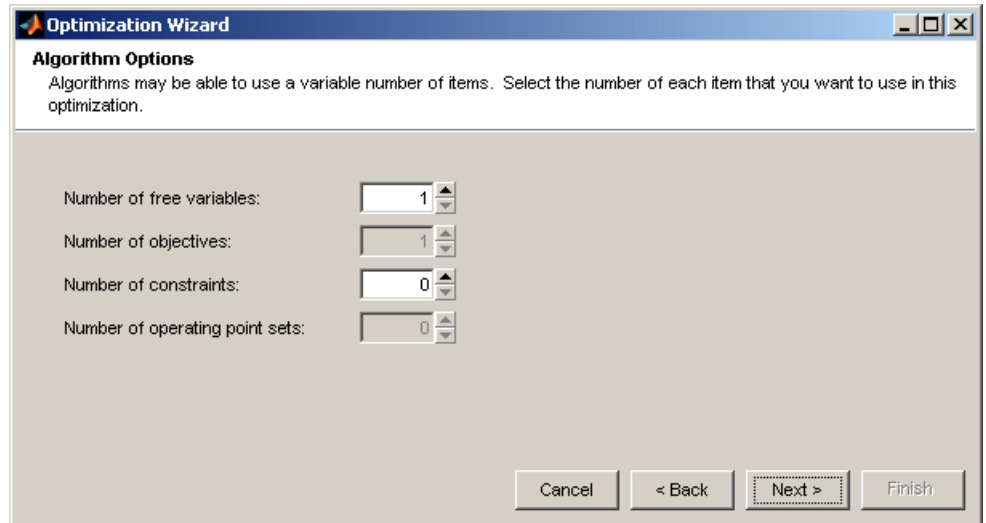 Optimization Wizard
Algorithm Options
Algorithms may be able to use a variable number of items. Select the number of each item that you want to use in this
optimization.
Number of free variables: 1
Number of objectives: 1
Number of constraints: 0
Number of operating point sets: 0
Cancel < Back Next > Finish